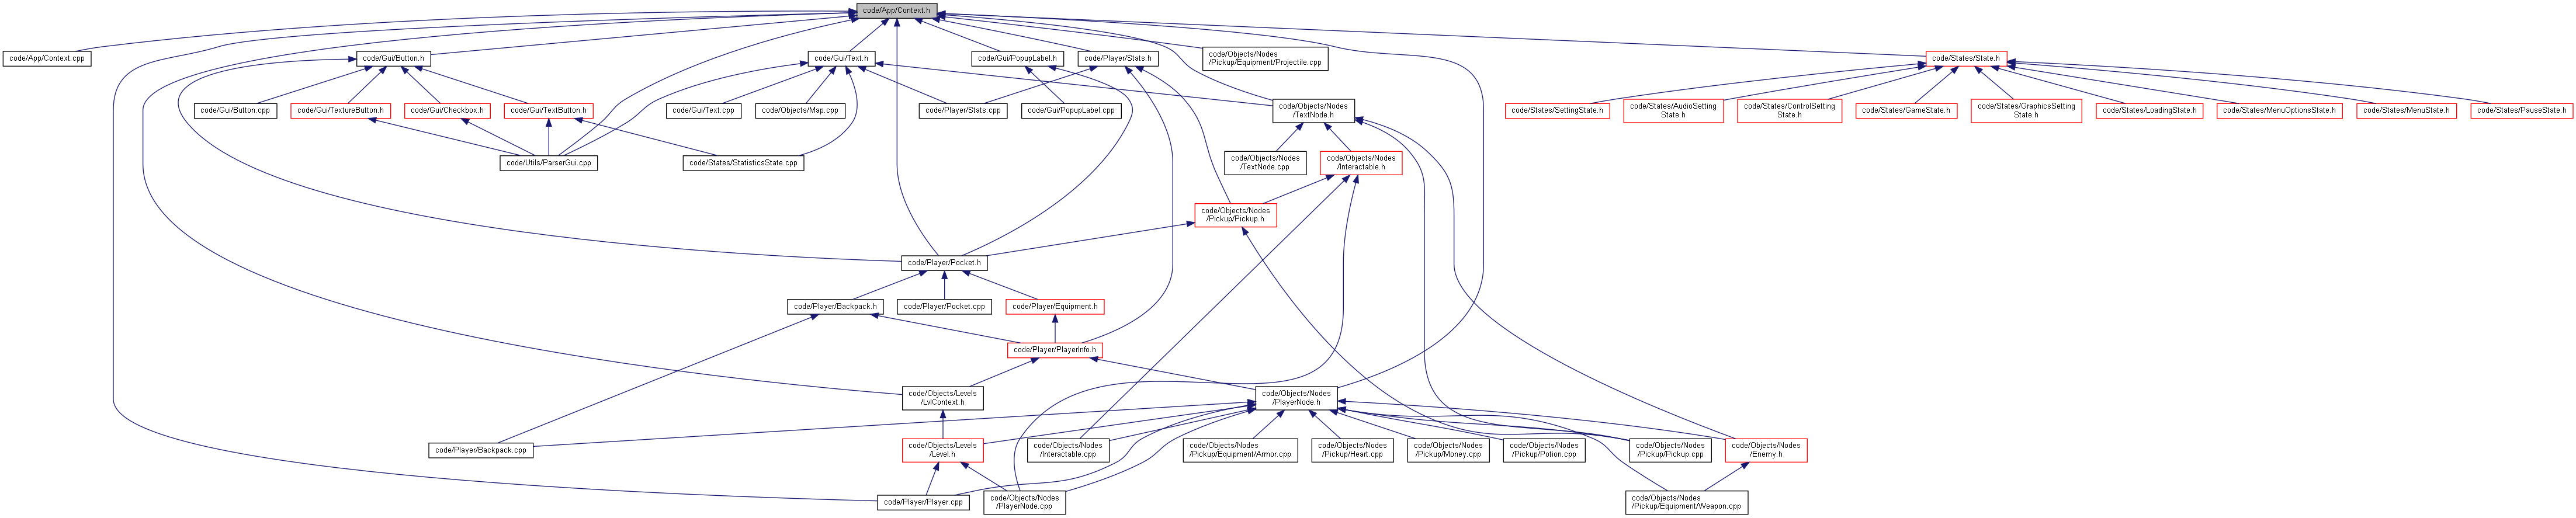 code/App/Context.h
code/App/Context.cpp
code/Gui/Button.h
code/Gui/Text.h
code/Gui/PopupLabel.h
code/Player/Stats.h
code/Objects/Nodes
/Pickup/Equipment/Projectile.cpp
code/States/State.h
code/Gui/Button.cpp
code/Gui/TextureButton.h
code/Gui/Checkbox.h
code/Gui/TextButton.h
code/Gui/Text.cpp
code/Objects/Map.cpp
code/Player/Stats.cpp
code/Gui/PopupLabel.cpp
code/Objects/Nodes
/TextNode.h
code/States/SettingState.h
code/States/AudioSetting
State.h
code/States/ControlSetting
State.h
code/States/GameState.h
code/States/GraphicsSetting
State.h
code/States/LoadingState.h
code/States/MenuOptionsState.h
code/States/MenuState.h
code/States/PauseState.h
code/Utils/ParserGui.cpp
code/States/StatisticsState.cpp
code/Objects/Nodes
/TextNode.cpp
code/Objects/Nodes
/Interactable.h
code/Objects/Nodes
/Pickup/Pickup.h
code/Player/Pocket.h
code/Player/Backpack.h
code/Player/Pocket.cpp
code/Player/Equipment.h
code/Player/PlayerInfo.h
code/Objects/Levels
/LvlContext.h
code/Objects/Nodes
/PlayerNode.h
code/Player/Backpack.cpp
code/Objects/Levels
/Level.h
code/Objects/Nodes
/Interactable.cpp
code/Objects/Nodes
/Pickup/Equipment/Armor.cpp
code/Objects/Nodes
/Pickup/Heart.cpp
code/Objects/Nodes
/Pickup/Money.cpp
code/Objects/Nodes
/Pickup/Potion.cpp
code/Objects/Nodes
/Pickup/Pickup.cpp
code/Objects/Nodes
/Enemy.h
code/Player/Player.cpp
code/Objects/Nodes
/PlayerNode.cpp
code/Objects/Nodes
/Pickup/Equipment/Weapon.cpp